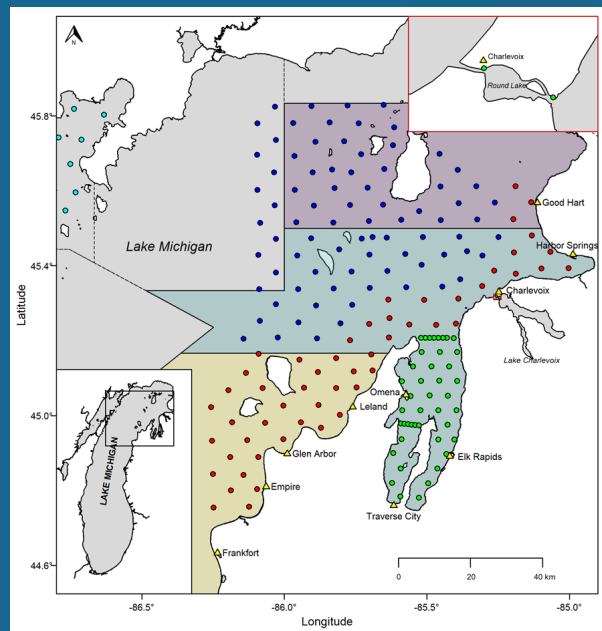 N
Charlevoix
Round Lake
45.8
Good Hart
Lake Michigan
Harbor Springs
45.4
Charlevoix
Latitude
Lake Charlevoix
Omena
Leland
45.0
LAKE MICHIGAN
Glen Arbor
Elk Rapids
Empire
Traverse City
Frankfort
44.6
0 20 40 km
-86.5 -86.0 -85.5 -85.0
Longitude